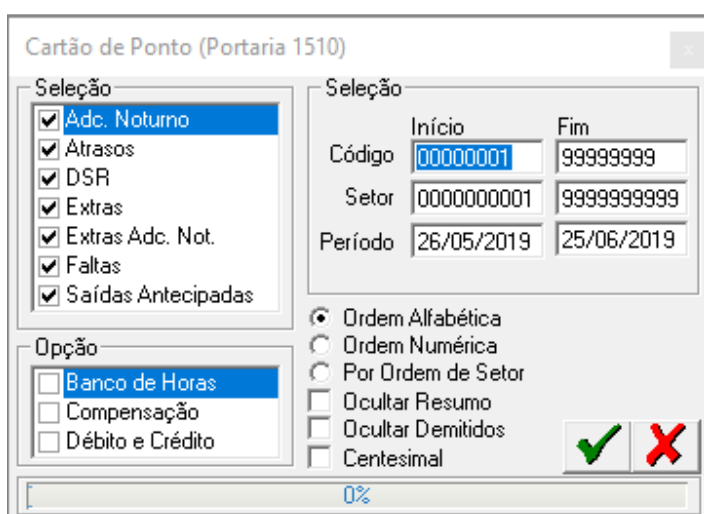 Cartão de Ponto (Portaria 1510)
x
Seleção
Adc. Noturno
Atrasos
DSR
Extras
Extras Adc. Not.
Faltas
Saídas Antecipadas
Opção
Banco de Horas
Compensação
Débito e Crédito
Seleção
Início Fim
Código 00000001 99999999
Setor 0000000001 9999999999
Período 26/05/2019 25/06/2019
Ordem Alfabética
Ordem Numérica
Por Ordem de Setor
Ocultar Resumo
Ocultar Demitidos
Centesimal
0%